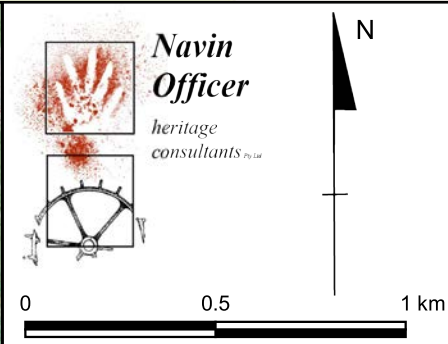 Navin
Officer
heritage
consultants Pty Ltd
N
0 0.5 1 km